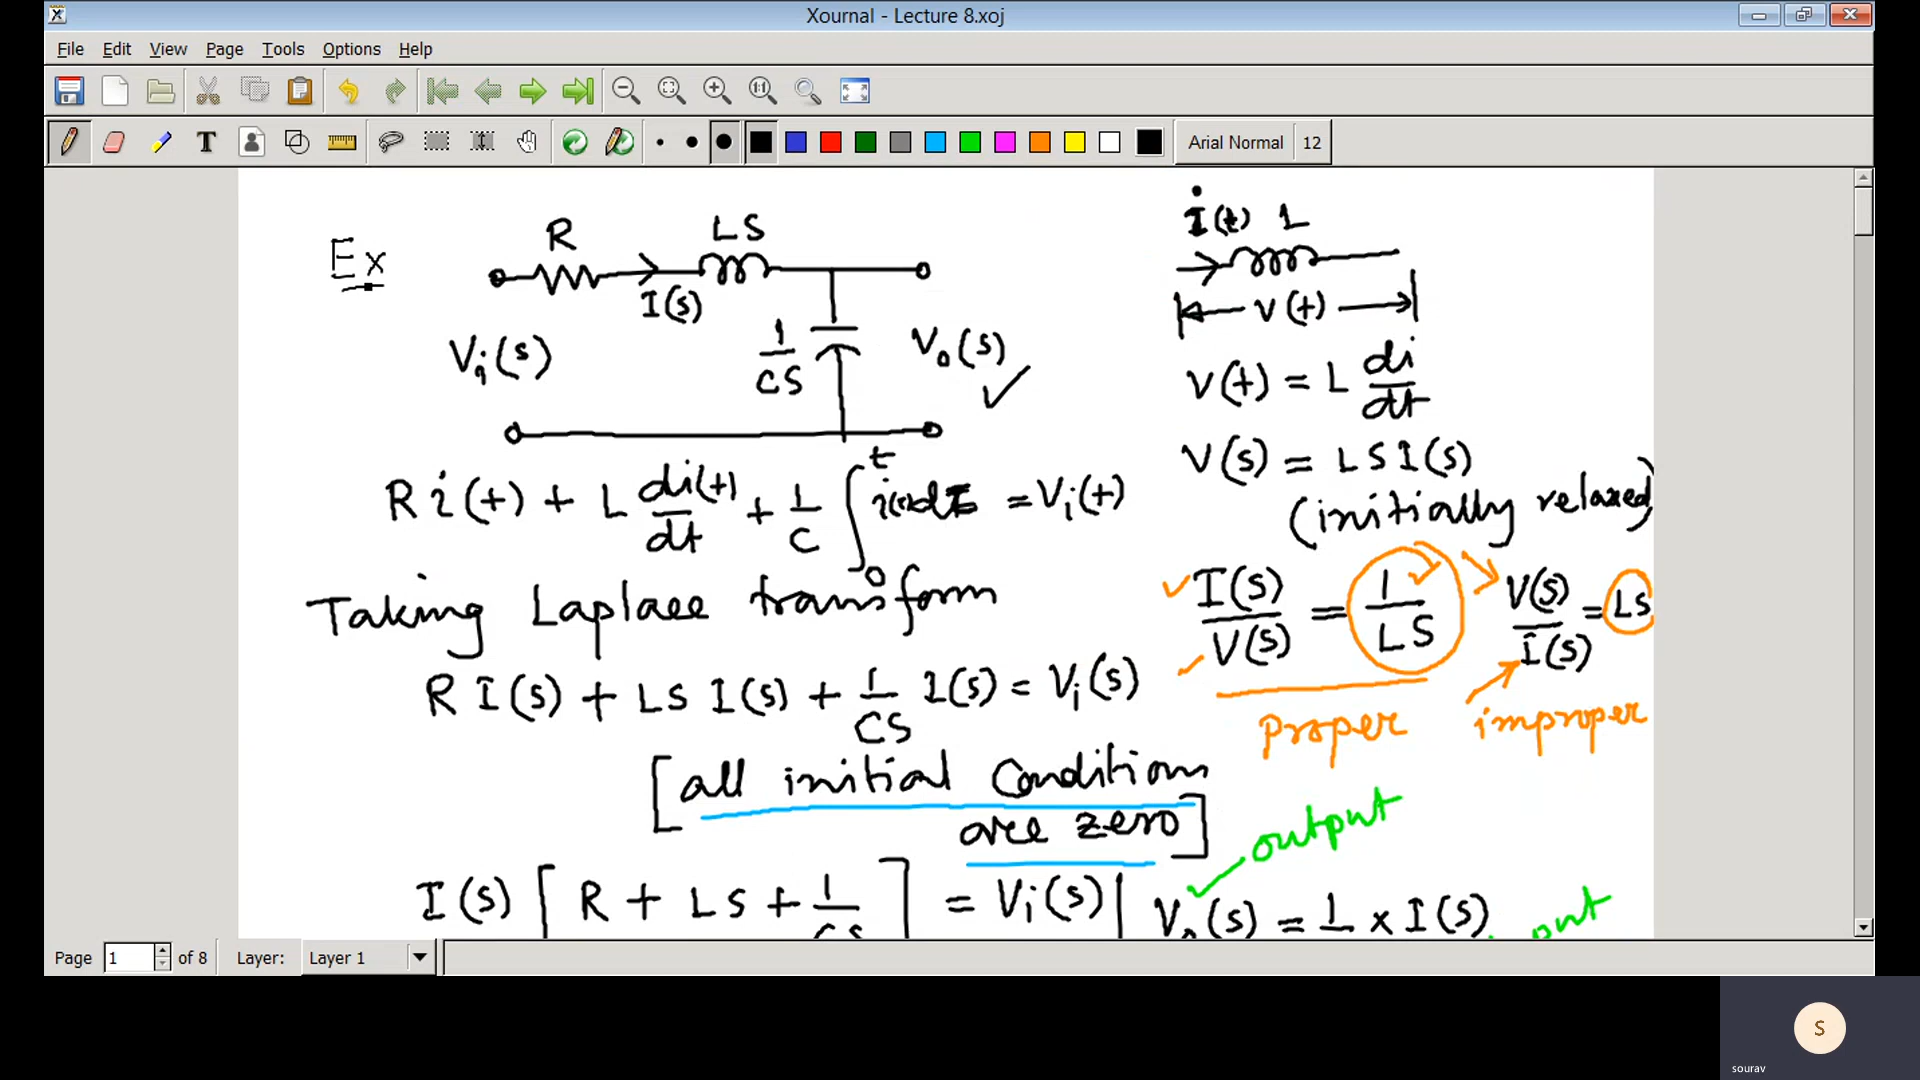 Xournal - Lecture 8.xoj
File Edit View Page Tools Options Help
Arial Normal 12
Ex
R
LS
I(s)
Vi(s)
1/CS
Vo(s) ✓
i(t) L
v(t)
v(t) = L di/dt
V(s) = LS I(s)
(initially relaxed)
R i(t) + L di(t)/dt + 1/C ∫₀ᵗ i(τ)dτ = Vi(t)
Taking Laplace transform
R I(s) + LS I(s) + 1/CS I(s) = Vi(s)
[all initial Conditions
are zero]
I(s) [R + LS + 1/CS] = Vi(s)
I(s)/V(s) = 1/LS
V(s)/I(s) = LS
Proper
improper
output
Vo(s) = 1 × I(s)
Page 1 of 8 Layer: Layer 1
S
sourav